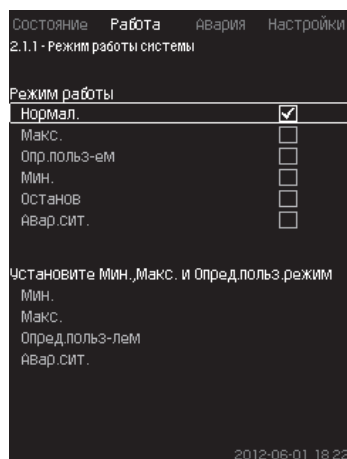 Состояние Работа Авария Настройки
2.1.1 - Режим работы системы
Режим работы
Нормал.
Макс.
Опр.польз-ем
Мин.
Останов
Авар.сит.
Установите Мин.,Макс. и Опред.польз.режим
Мин.
Макс.
Опред.польз-лем
Авар.сит.
2012-06-01 18:22